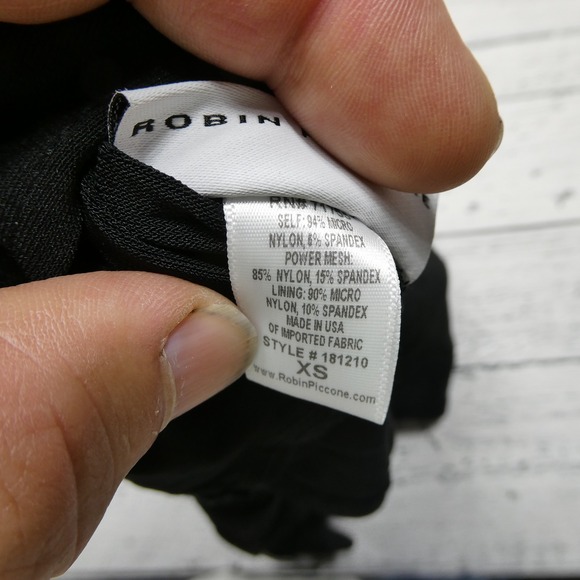 ROBIN
RN#
SELF: 94% MICRO
NYLON, 6% SPANDEX
POWER MESH:
85% NYLON, 15% SPANDEX
LINING: 90% MICRO
NYLON, 10% SPANDEX
MADE IN USA
OF IMPORTED FABRIC
STYLE # 181210
XS
www.RobinPiccone.com